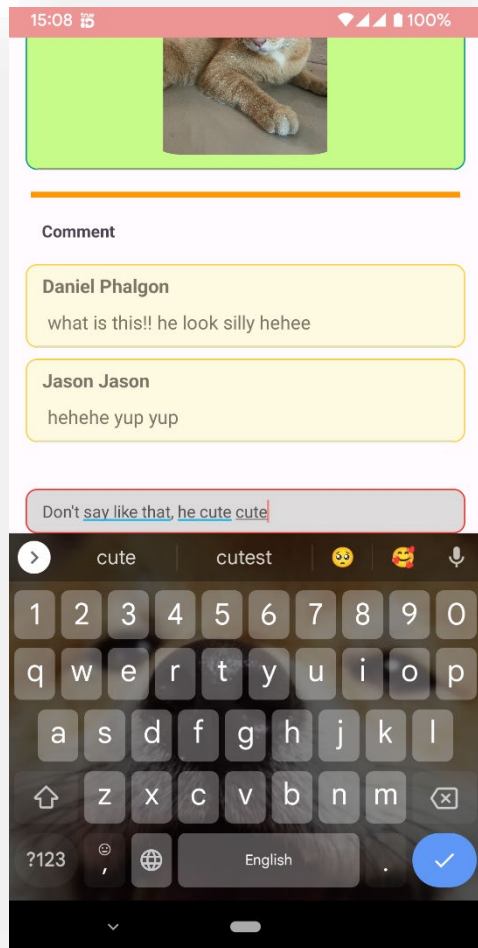 15:08 100%
Comment
Daniel Phalgon
what is this!! he look silly hehee
Jason Jason
hehehe yup yup
Don't say like that, he cute cute
cute cutest 🥺 🥰
1 2 3 4 5 6 7 8 9 0
q w e r t y u i o p
a s d f g h j k l
z x c v b n m
?123 , English .